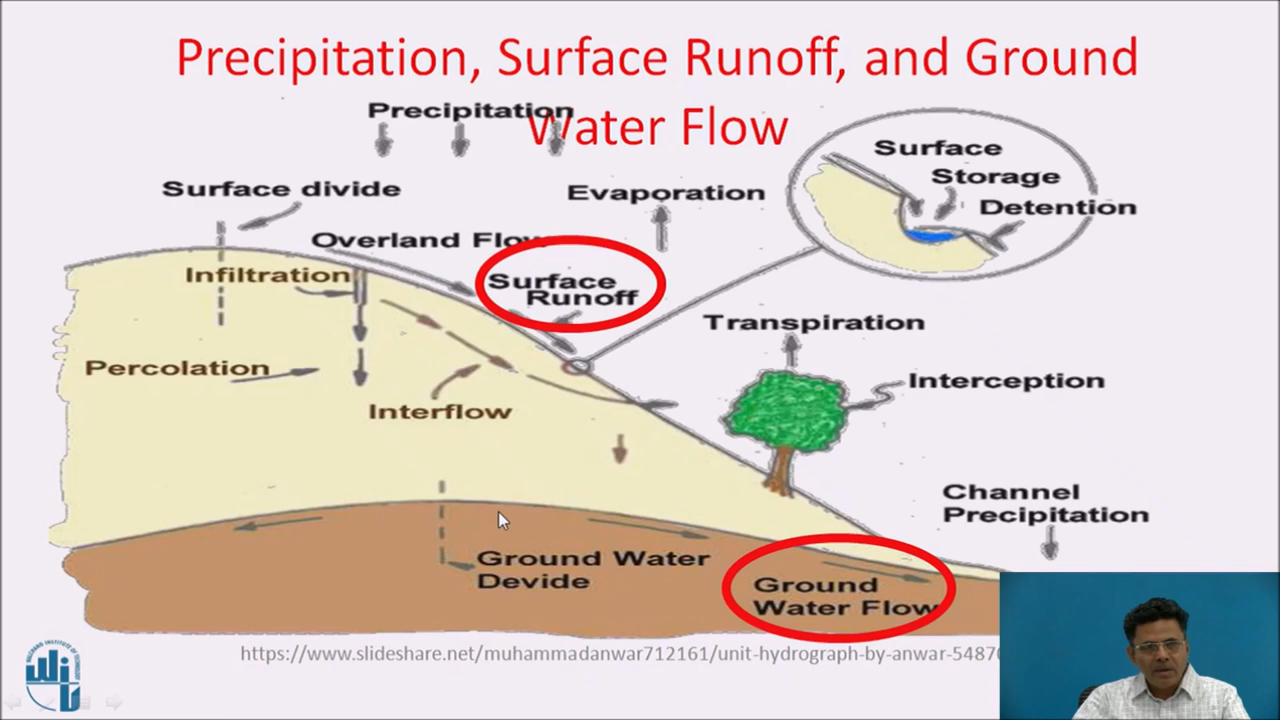 Precipitation, Surface Runoff, and Ground
Water Flow
Precipitation
Surface divide
Evaporation
Surface
Storage
Detention
Overland Flow
Infiltration
Surface
Runoff
Transpiration
Percolation
Interception
Interflow
Channel
Precipitation
Ground Water
Devide
Ground
Water Flow
https://www.slideshare.net/muhammadanwar712161/unit-hydrograph-by-anwar-5487